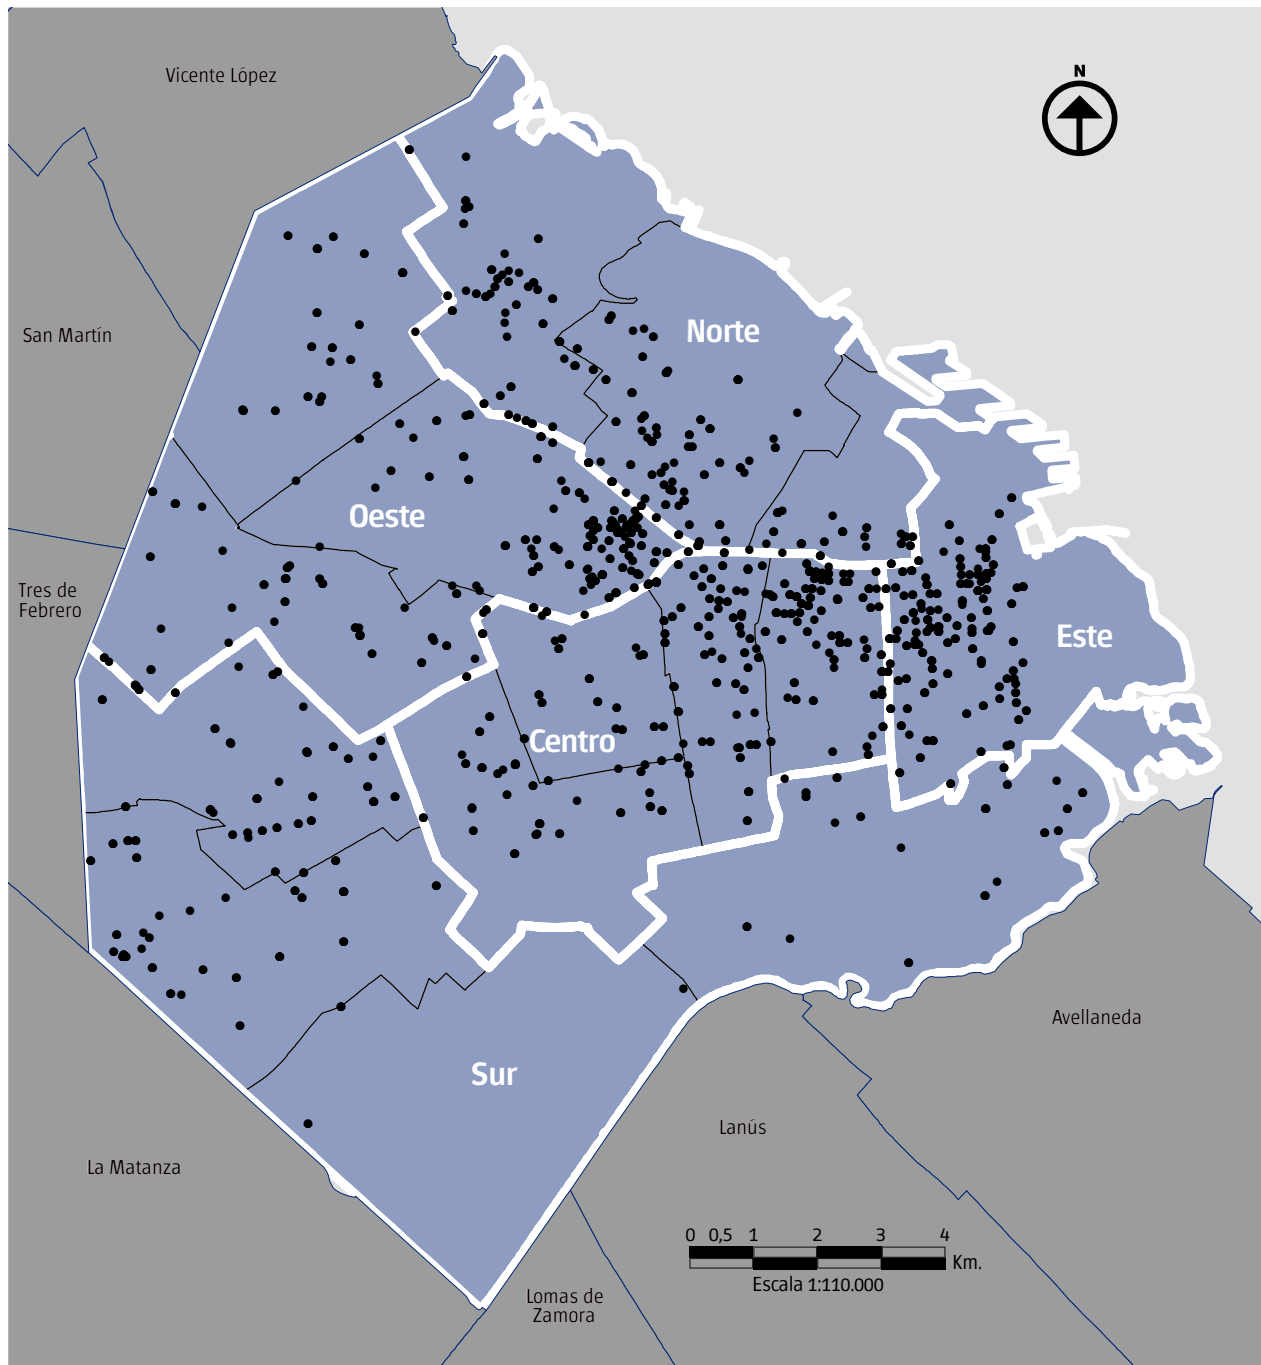 N
Vicente López
Norte
San Martín
Oeste
Tres de
Febrero
Este
Centro
Avellaneda
Sur
Lanús
La Matanza
0 0,5 1 2 3 4
Km.
Escala 1:110.000
Lomas de
Zamora